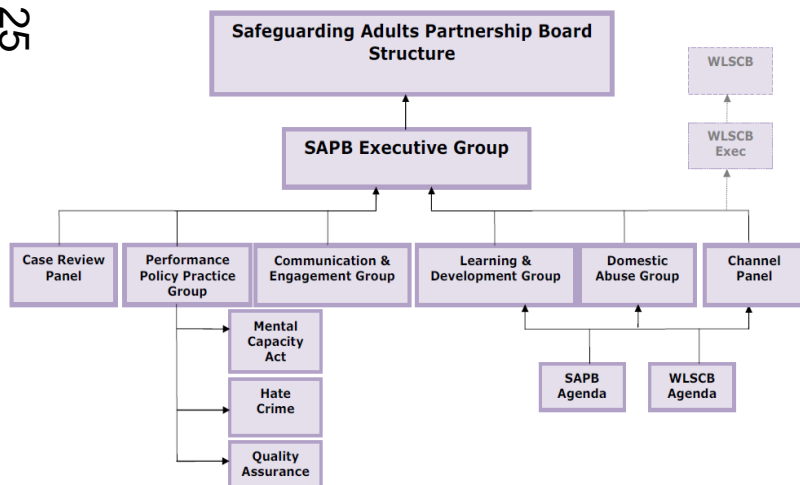 25
Safeguarding Adults Partnership Board
Structure
WLSCB
SAPB Executive Group
WLSCB
Exec
Case Review
Panel
Performance
Policy Practice
Group
Communication &
Engagement Group
Learning &
Development Group
Domestic
Abuse Group
Channel
Panel
Mental
Capacity
Act
Hate
Crime
Quality
Assurance
SAPB
Agenda
WLSCB
Agenda